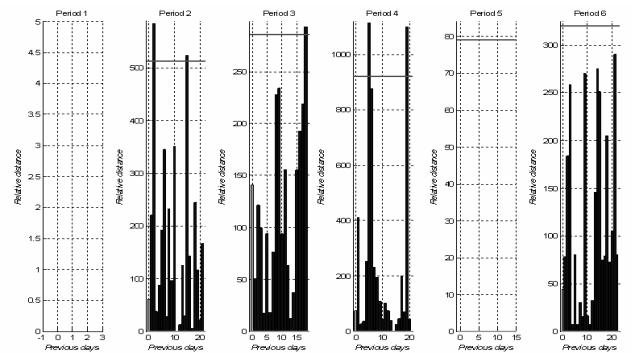 Period 1
Period 2
Period 3
Period 4
Period 5
Period 6
5
4.5
4
3.5
3
2.5
2
1.5
1
0.5
0
-1 0 1 2 3
Relative distance
Previous days
500
400
300
200
100
0
0 10 20
Relative distance
Previous days
250
200
150
100
50
0
0 5 10 15
Relative distance
Previous days
1000
800
600
400
200
0
0 10 20
Relative distance
Previous days
80
70
60
50
40
30
20
10
0
0 5 10 15
Relative distance
Previous days
300
250
200
150
100
50
0
0 10 20
Relative distance
Previous days